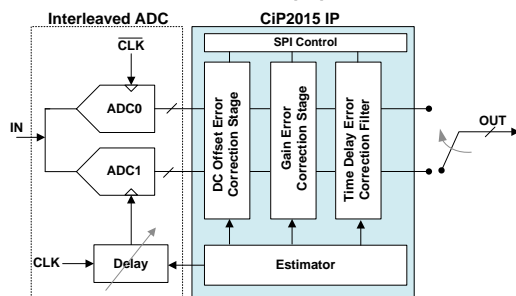 Interleaved ADC
CiP2015 IP
CLK
SPI Control
ADC0
IN
ADC1
DC Offset Error
Correction Stage
Gain Error
Correction Stage
Time Delay Error
Correction Filter
OUT
CLK
Delay
Estimator